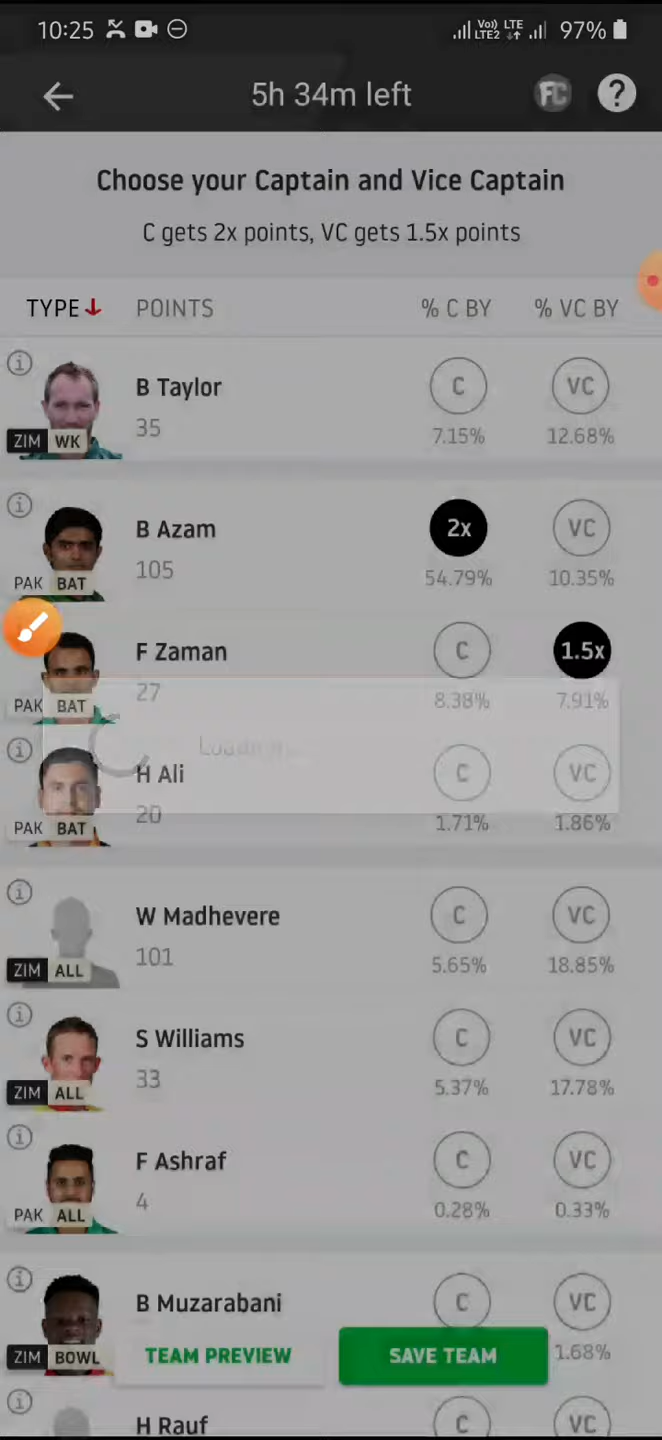 10:25 Vo)) LTE LTE2 97%
5h 34m left FC ?
Choose your Captain and Vice Captain
C gets 2x points, VC gets 1.5x points
TYPE POINTS % C BY % VC BY
B Taylor C VC
35 7.15% 12.68%
ZIM WK
B Azam 2x VC
105 54.79% 10.35%
PAK BAT
F Zaman C 1.5x
27 8.38% 7.91%
PAK BAT
H Ali C VC
20 1.71% 1.86%
PAK BAT
W Madhevere C VC
101 5.65% 18.85%
ZIM ALL
S Williams C VC
33 5.37% 17.78%
ZIM ALL
F Ashraf C VC
4 0.28% 0.33%
PAK ALL
B Muzarabani C VC
ZIM BOWL TEAM PREVIEW SAVE TEAM 1.68%
H Rauf C VC